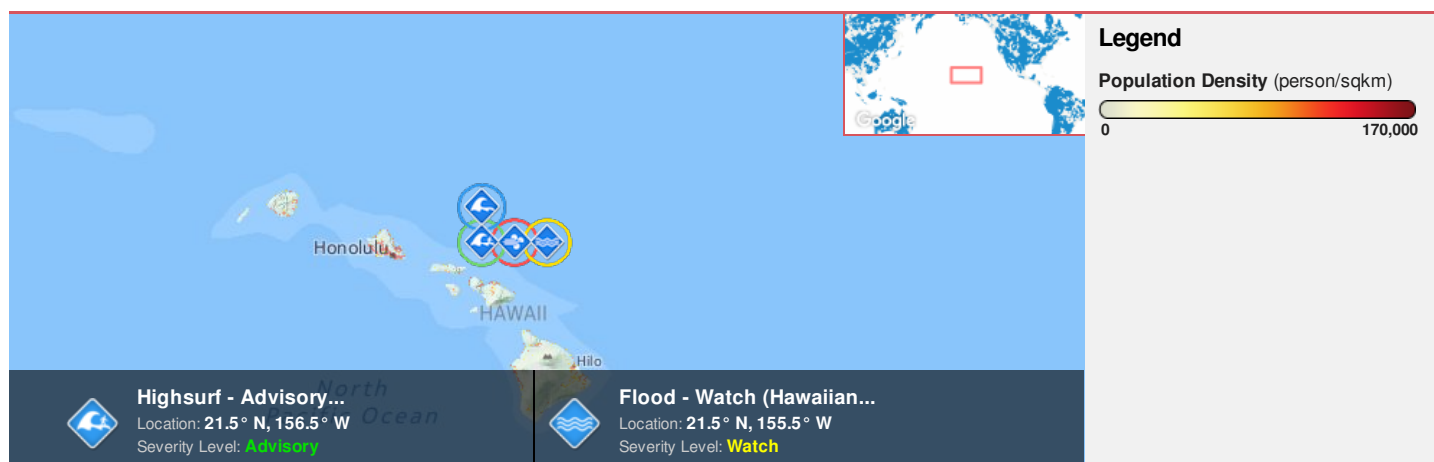 Google
Legend
Population Density (person/sqkm)
0 170,000
Honolulu
HAWAII
Hilo
North
Pacific Ocean
Highsurf - Advisory...
Location: 21.5° N, 156.5° W
Severity Level: Advisory
Flood - Watch (Hawaiian...
Location: 21.5° N, 155.5° W
Severity Level: Watch